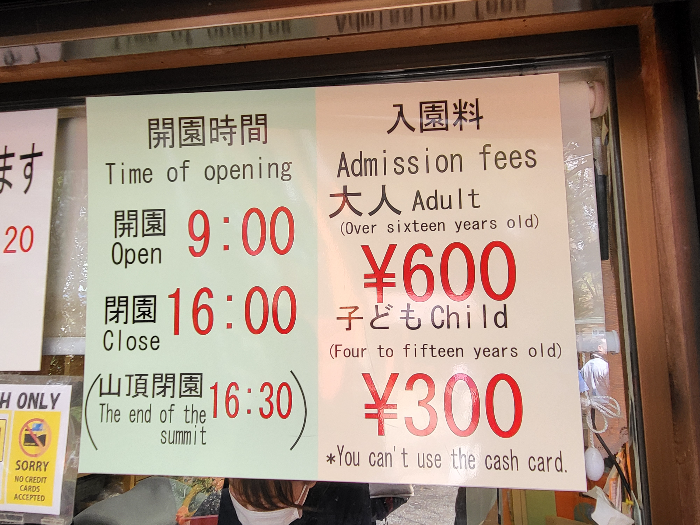 開園時間
Time of opening
開園
Open
9:00
閉園
Close
16:00
(山頂閉園
The end of the
summit
16:30)
入園料
Admission fees
大人 Adult
(Over sixteen years old)
¥600
子ども Child
(Four to fifteen years old)
¥300
*You can't use the cash card.
ます
20
H ONLY
SORRY
NO CREDIT
CARDS
ACCEPTED